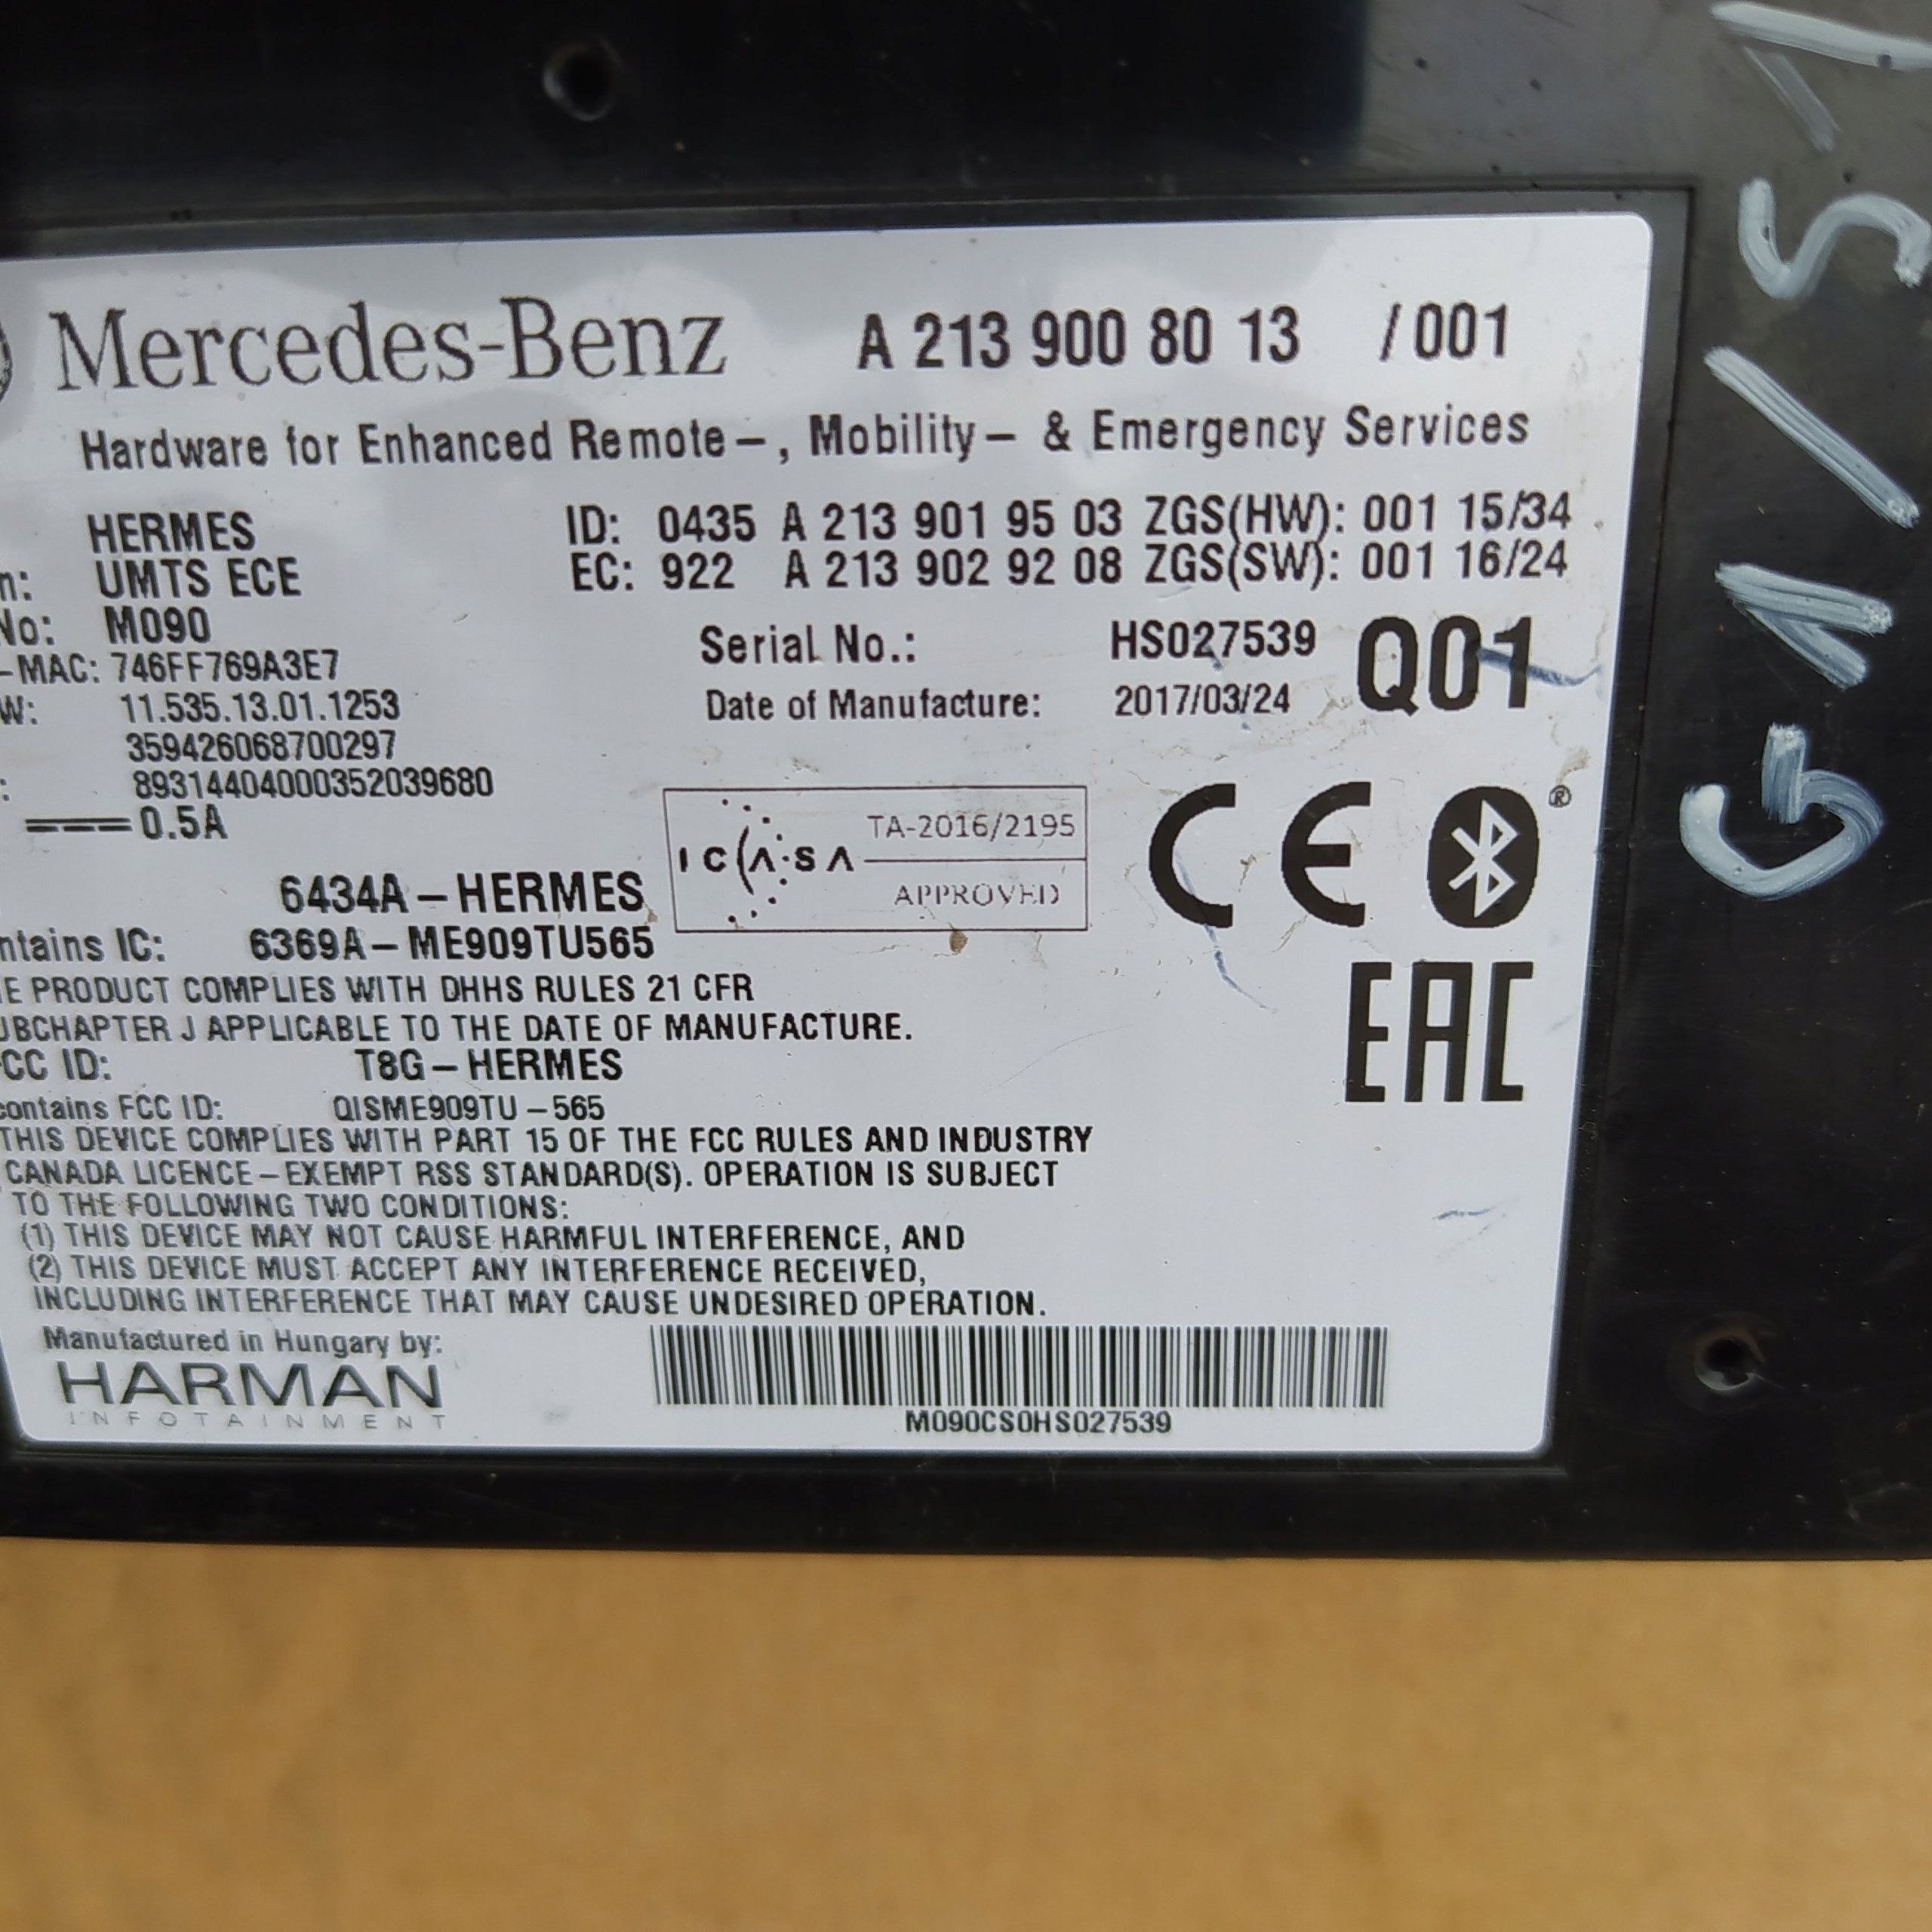 Mercedes-Benz A 213 900 80 13 /001
Hardware for Enhanced Remote-, Mobility- & Emergency Services
HERMES ID: 0435 A 213 901 95 03 ZGS(HW): 001 15/34
n: UMTS ECE EC: 922 A 213 902 92 08 ZGS(SW): 001 16/24
No: M090 Serial No.: HS027539 Q01
-MAC: 746FF769A3E7
W: 11.535.13.01.1253 Date of Manufacture: 2017/03/24
359426068700297
: 89314404000352039680
0.5A
ICASA TA-2016/2195
APPROVED
CE
6434A-HERMES
ntains IC: 6369A-ME909TU565
E PRODUCT COMPLIES WITH DHHS RULES 21 CFR
UBCHAPTER J APPLICABLE TO THE DATE OF MANUFACTURE.
EAC
CC ID: T8G-HERMES
contains FCC ID: QISME909TU-565
THIS DEVICE COMPLIES WITH PART 15 OF THE FCC RULES AND INDUSTRY
CANADA LICENCE-EXEMPT RSS STANDARD(S). OPERATION IS SUBJECT
TO THE FOLLOWING TWO CONDITIONS:
(1) THIS DEVICE MAY NOT CAUSE HARMFUL INTERFERENCE, AND
(2) THIS DEVICE MUST ACCEPT ANY INTERFERENCE RECEIVED,
INCLUDING INTERFERENCE THAT MAY CAUSE UNDESIRED OPERATION.
Manufactured in Hungary by:
HARMAN
INFOTAINMENT
M090CS0HS027539